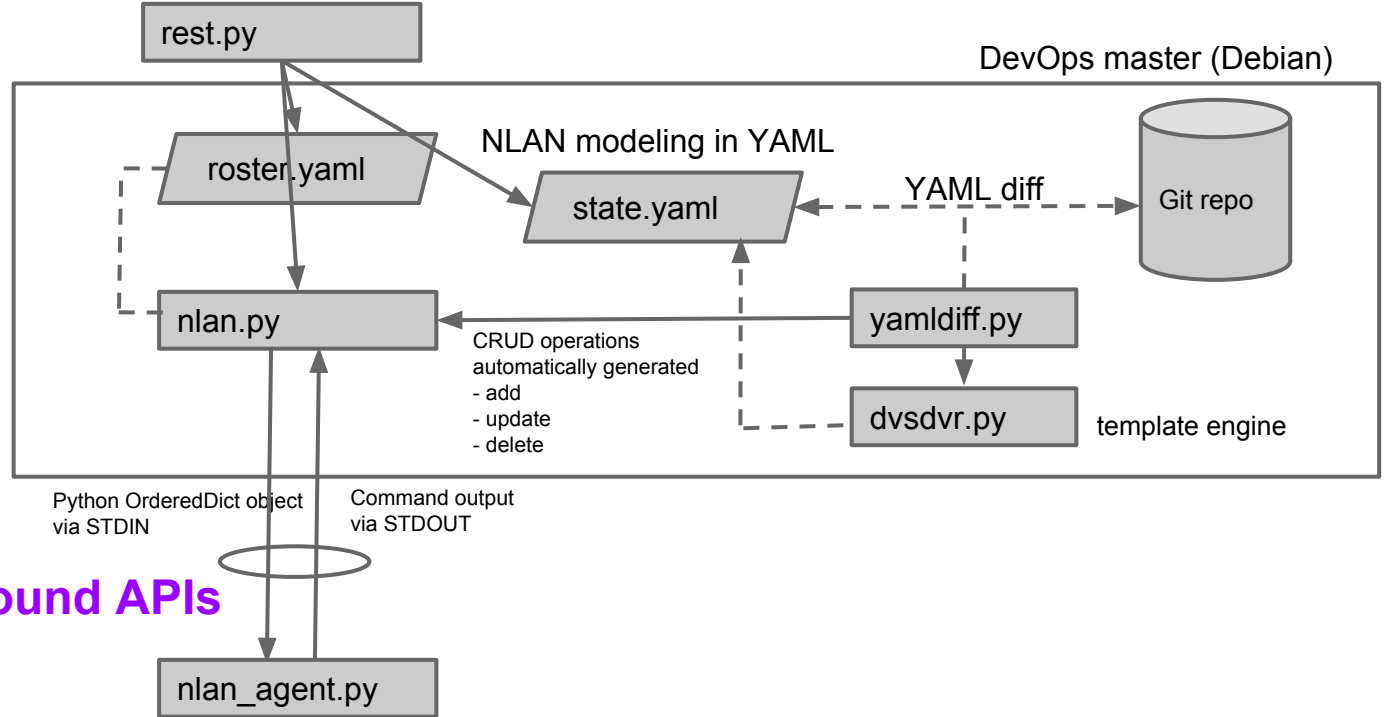 rest.py
DevOps master (Debian)
NLAN modeling in YAML
roster.yaml
state.yaml
YAML diff
Git repo
nlan.py
yamldiff.py
CRUD operations
automatically generated
- add
- update
- delete
dvsdvr.py
template engine
Python OrderedDict object
via STDIN
Command output
via STDOUT
ound APIs
nlan_agent.py